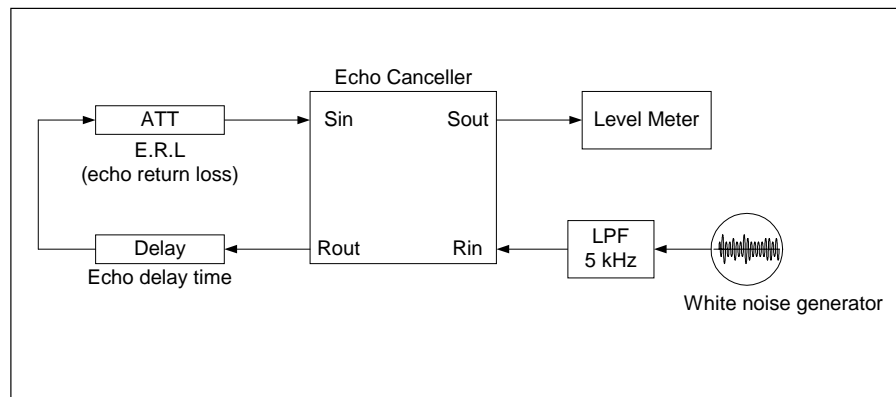 Echo Canceller
ATT
Sin
Sout
Level Meter
E.R.L
(echo return loss)
Delay
Rout
Rin
LPF
5 kHz
Echo delay time
White noise generator